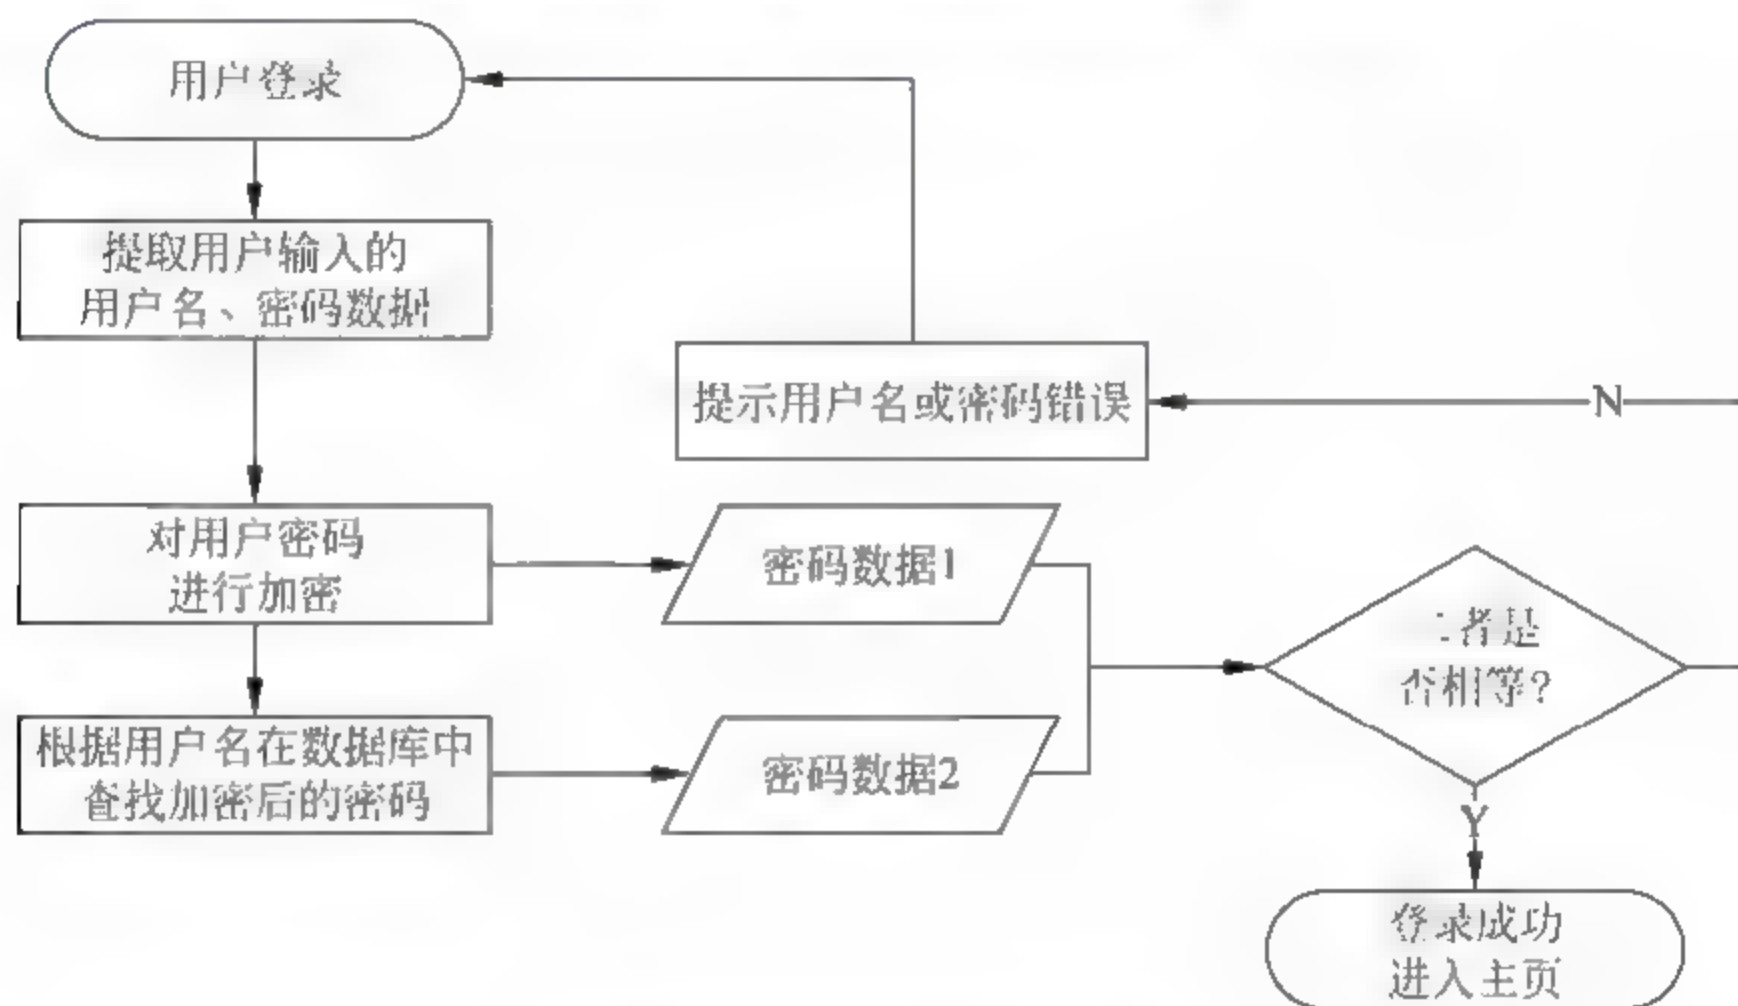 用户登录
提取用户输入的
用户名、密码数据
提示用户名或密码错误
N
对用户密码
进行加密
密码数据1
二者是
否相等?
根据用户名在数据库中
查找加密后的密码
密码数据2
Y
登录成功
进入主页